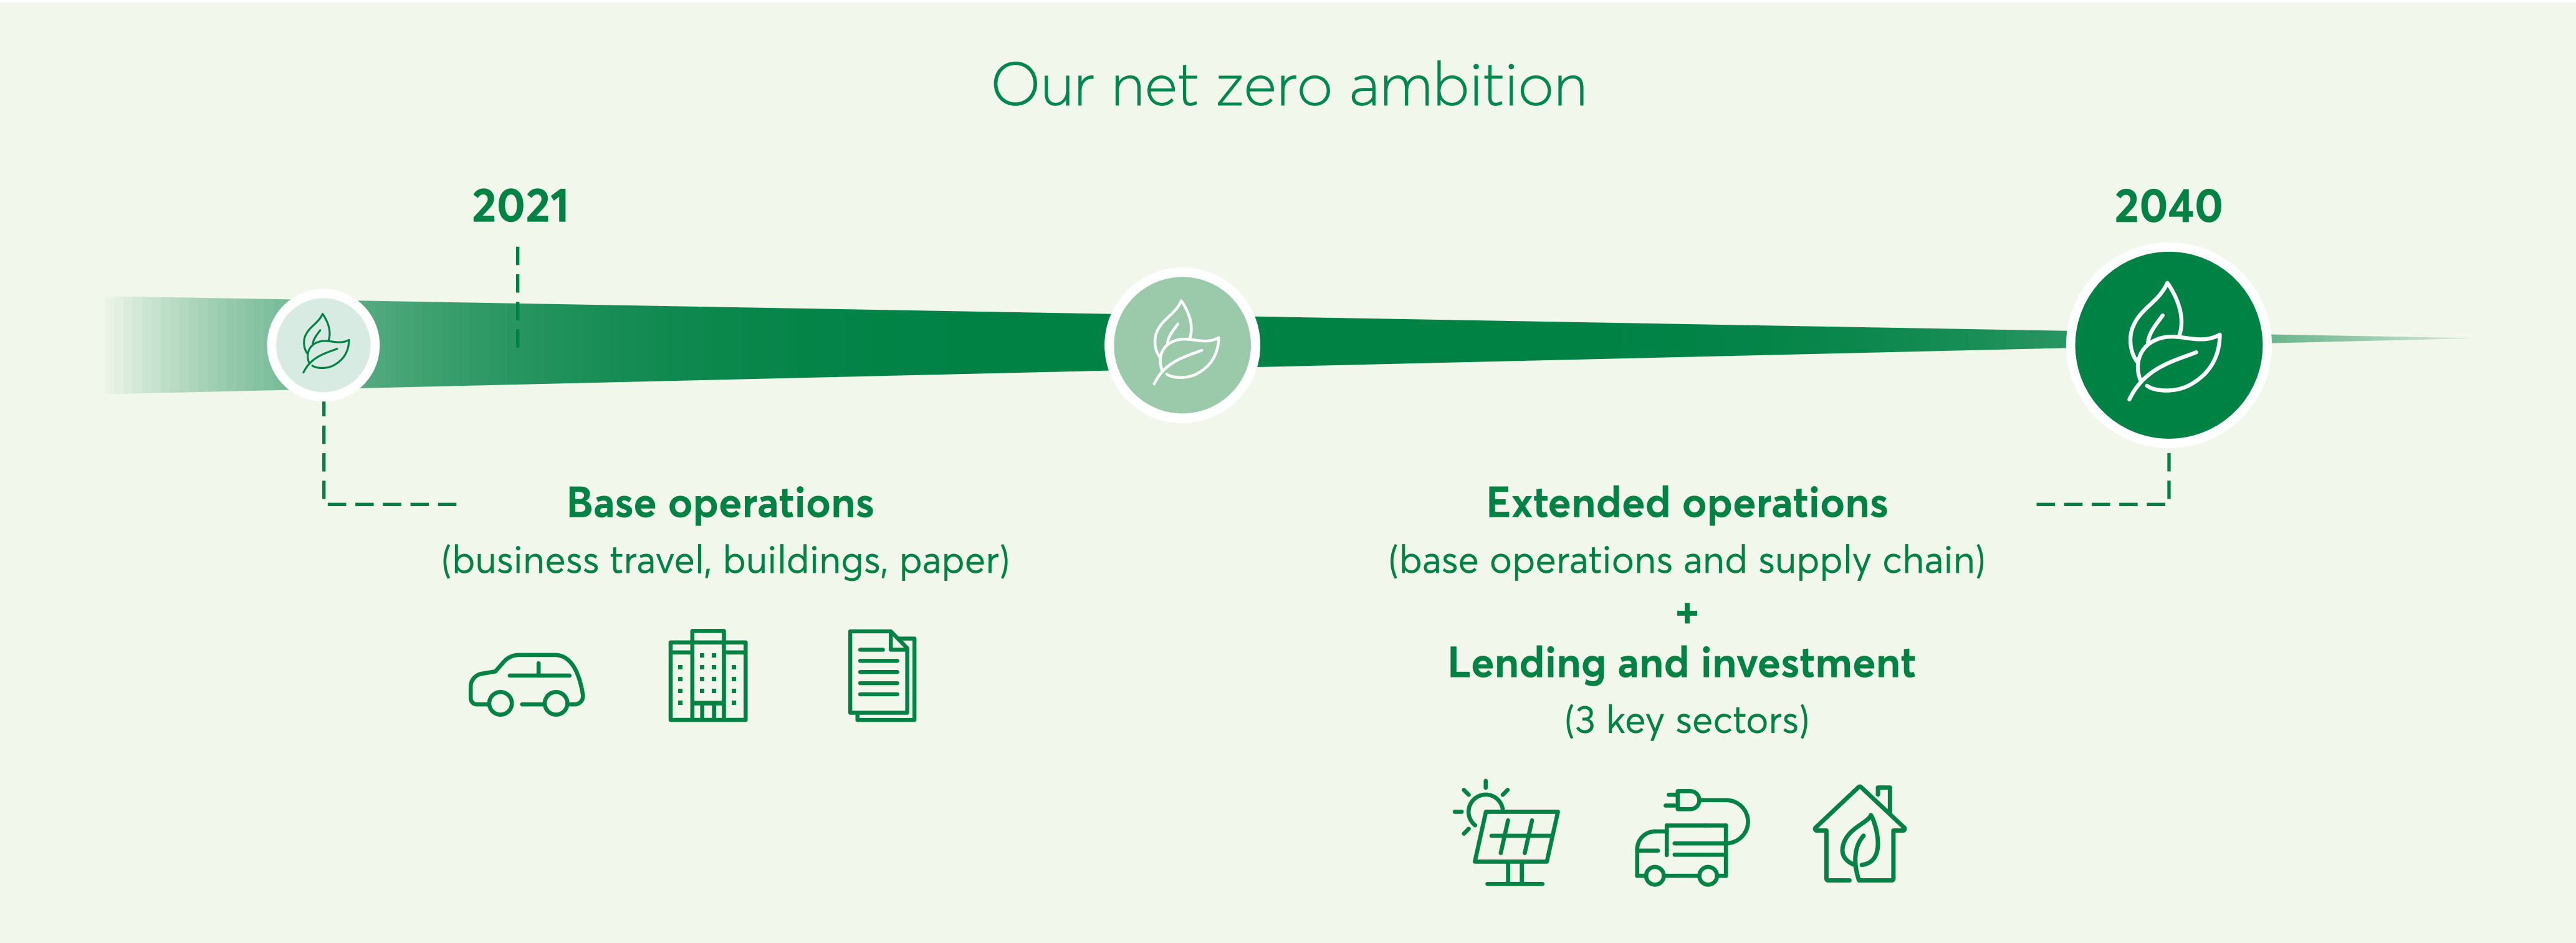 Our net zero ambition
2021
2040
Base operations
(business travel, buildings, paper)
Extended operations
(base operations and supply chain)
+
Lending and investment
(3 key sectors)